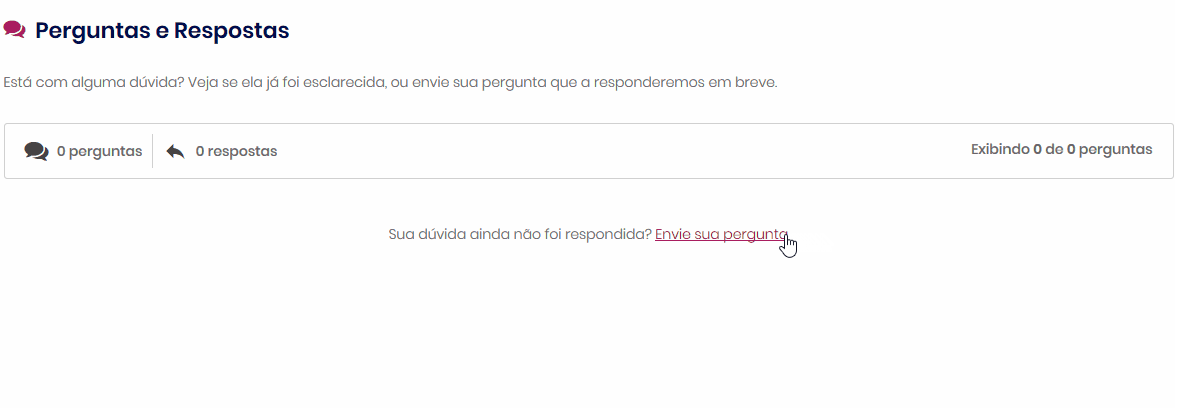 Perguntas e Respostas
Está com alguma dúvida? Veja se ela já foi esclarecida, ou envie sua pergunta que a responderemos em breve.
0 perguntas 0 respostas Exibindo 0 de 0 perguntas
Sua dúvida ainda não foi respondida? Envie sua pergunta